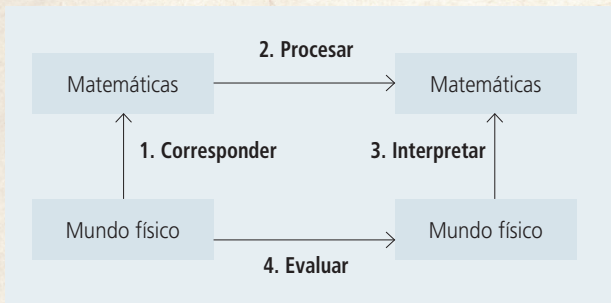 2. Procesar
Matemáticas
Matemáticas
1. Corresponder
3. Interpretar
Mundo físico
Mundo físico
4. Evaluar